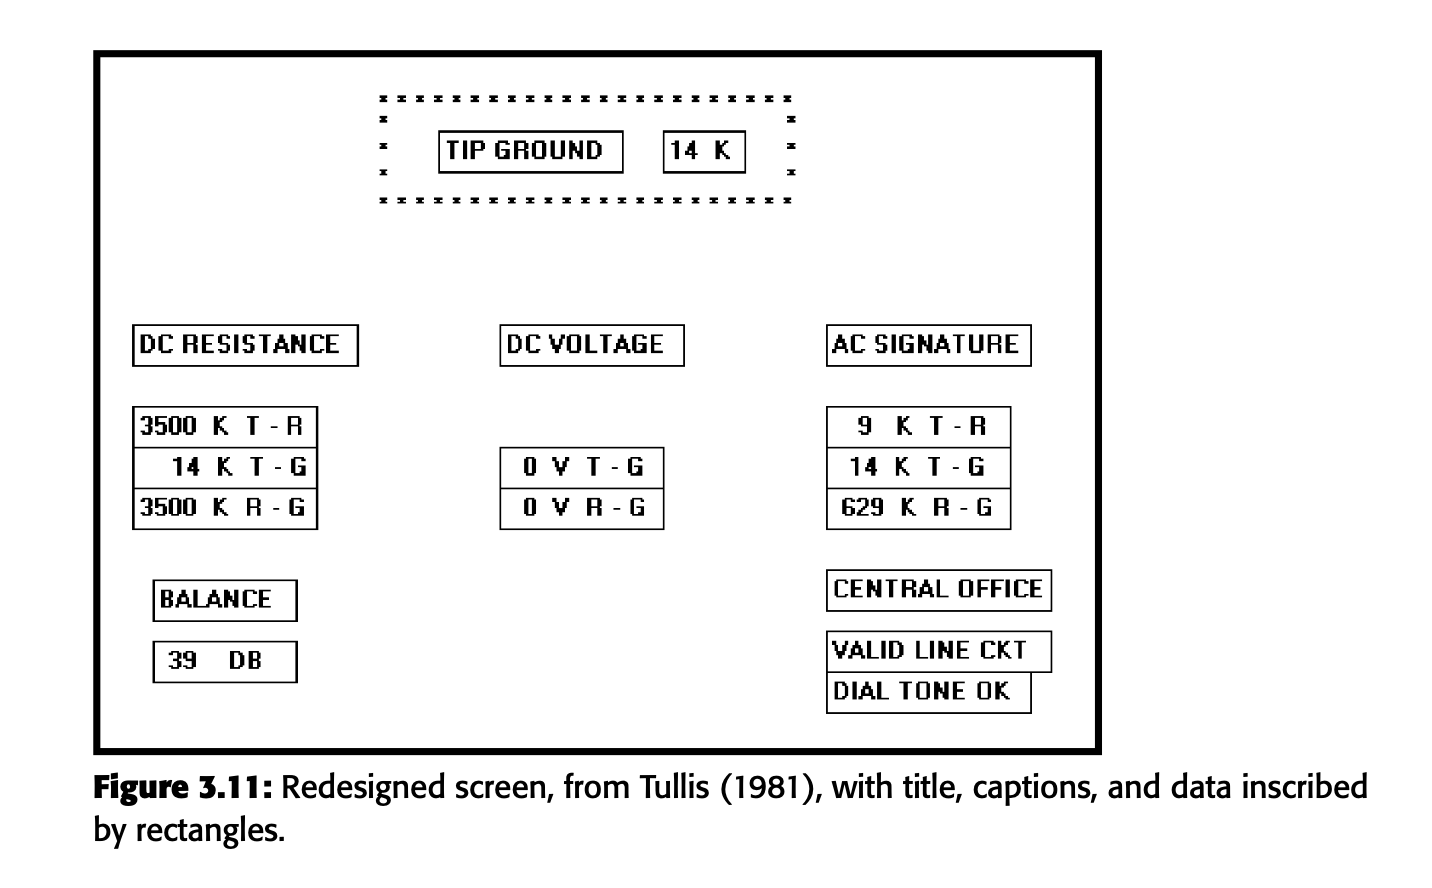 TIP GROUND 14 K
DC RESISTANCE DC VOLTAGE AC SIGNATURE
3500 K T - R 9 K T - R
14 K T - G 0 V T - G 14 K T - G
3500 K R - G 0 V R - G 629 K R - G
BALANCE CENTRAL OFFICE
39 DB VALID LINE CKT
DIAL TONE OK
Figure 3.11: Redesigned screen, from Tullis (1981), with title, captions, and data inscribed
by rectangles.